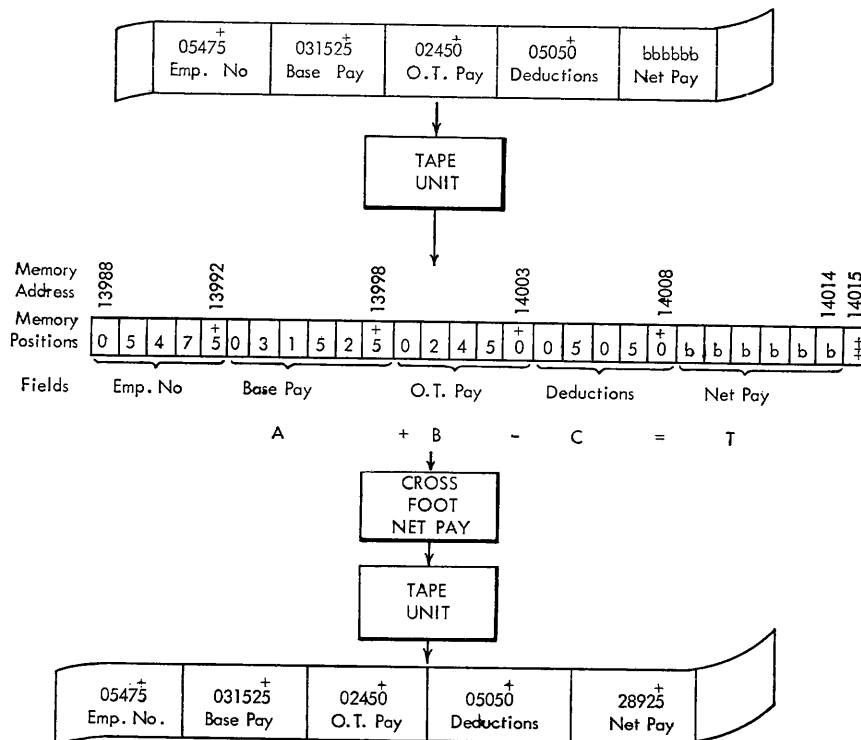 05475+ 031525+ 02450+ 05050+ bbbbbb
Emp. No Base Pay O.T. Pay Deductions Net Pay
TAPE
UNIT
Memory
Address
13988 13992 13998 14003 14008 14014 14015
Memory
Positions
0 5 4 7 5+ 0 3 1 5 2 5+ 0 2 4 5 0+ 0 5 0 5 0+ b b b b b b ‡
Fields Emp. No Base Pay O.T. Pay Deductions Net Pay
A + B - C = T
CROSS
FOOT
NET PAY
TAPE
UNIT
05475+ 031525+ 02450+ 05050+ 28925+
Emp. No. Base Pay O.T. Pay Deductions Net Pay